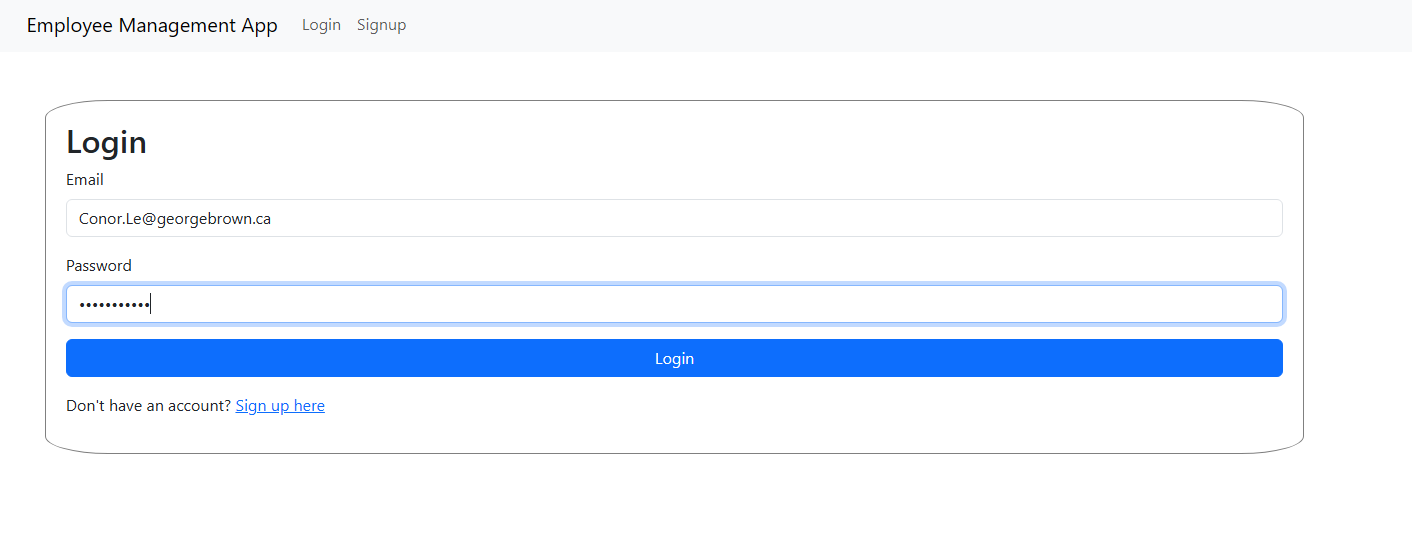 Employee Management App Login Signup
Login
Email
Conor.Le@georgebrown.ca
Password
•••••••••••
Login
Don't have an account? Sign up here